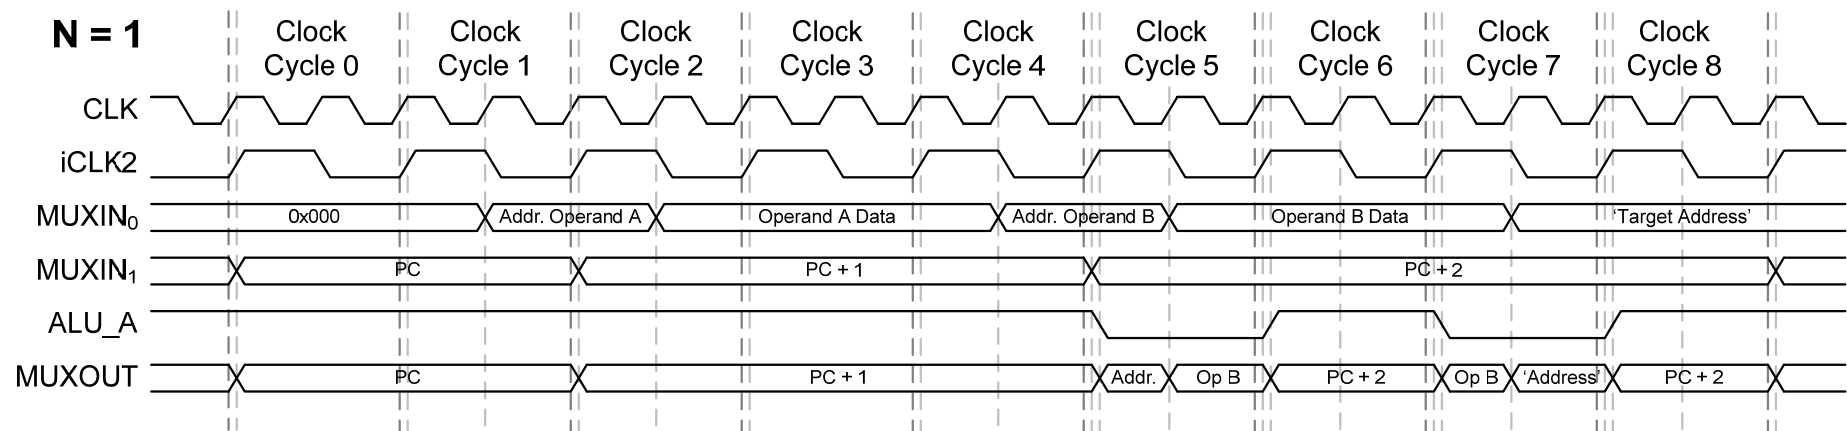 N = 1
Clock Cycle 0
Clock Cycle 1
Clock Cycle 2
Clock Cycle 3
Clock Cycle 4
Clock Cycle 5
Clock Cycle 6
Clock Cycle 7
Clock Cycle 8
CLK
iCLK2
MUXIN0 0x000 Addr. Operand A Operand A Data Addr. Operand B Operand B Data ‘Target Address’
MUXIN1 PC PC + 1 PC + 2
ALU_A
MUXOUT PC PC + 1 Addr. Op B PC + 2 Op B ‘Address’ PC + 2